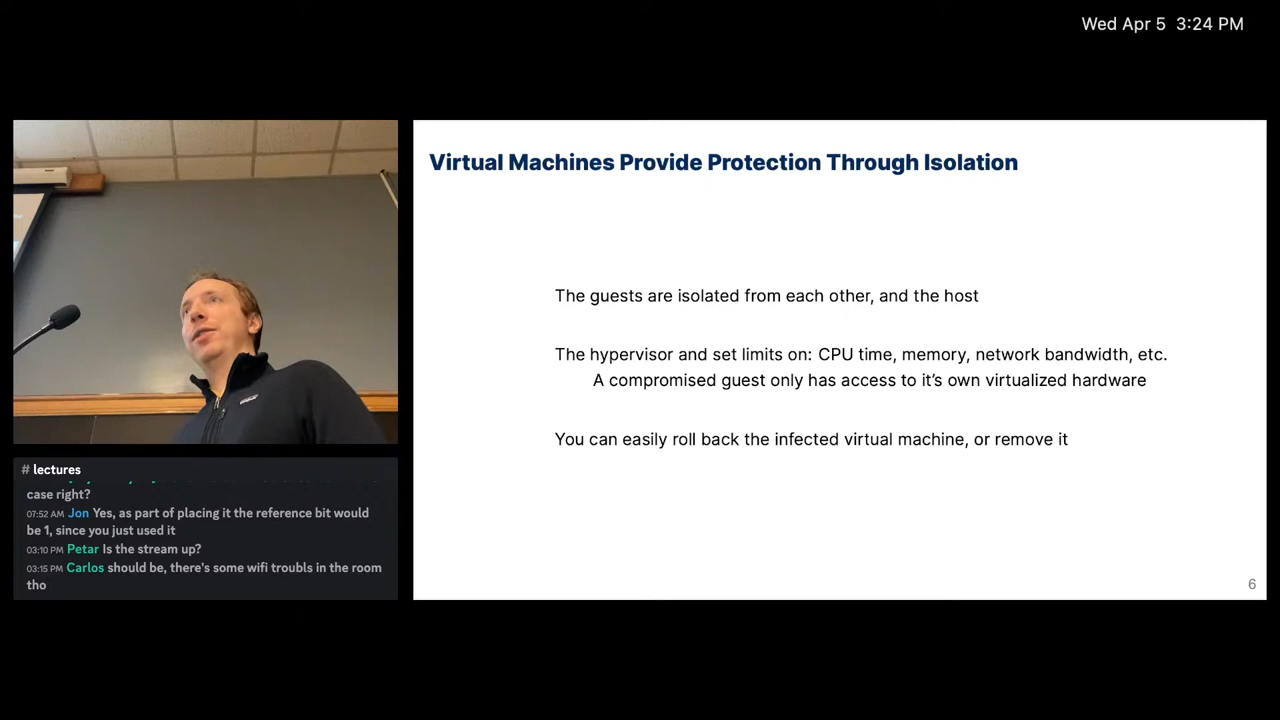 Wed Apr 5 3:24 PM
Virtual Machines Provide Protection Through Isolation
The guests are isolated from each other, and the host
The hypervisor and set limits on: CPU time, memory, network bandwidth, etc.
A compromised guest only has access to it’s own virtualized hardware
You can easily roll back the infected virtual machine, or remove it
6
# lectures
case right?
07:52 AM Jon Yes, as part of placing it the reference bit would
be 1, since you just used it
03:10 PM Petar Is the stream up?
03:15 PM Carlos should be, there's some wifi troubls in the room
tho